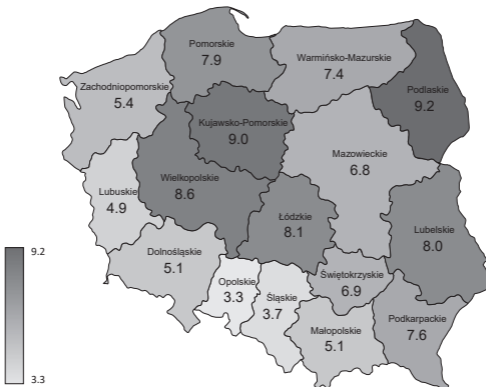 Pomorskie
7.9
Warmińsko-Mazurskie
7.4
Zachodniopomorskie
5.4
Podlaskie
9.2
Kujawsko-Pomorskie
9.0
Mazowieckie
6.8
Wielkopolskie
8.6
Lubuskie
4.9
Łódzkie
8.1
Lubelskie
8.0
Dolnośląskie
5.1
Opolskie
3.3
Śląskie
3.7
Świętokrzyskie
6.9
Małopolskie
5.1
Podkarpackie
7.6
9.2
3.3